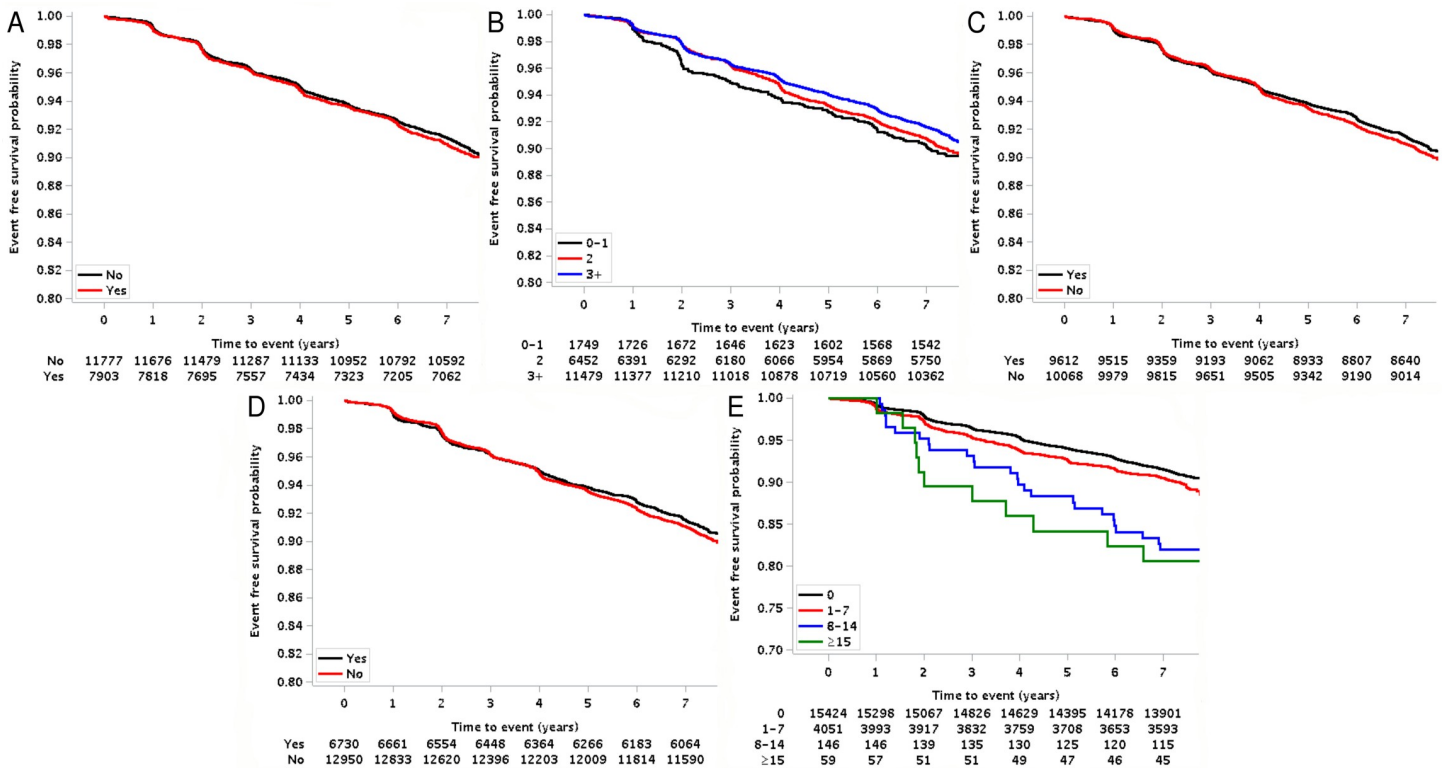 A
Event free survival probability
1.00
0.98
0.96
0.94
0.92
0.90
0.88
0.86
0.84
0.82
0.80
No
Yes
0 1 2 3 4 5 6 7
Time to event (years)
No 11777 11676 11479 11287 11133 10952 10792 10592
Yes 7903 7818 7695 7557 7434 7323 7205 7062
B
Event free survival probability
1.00
0.98
0.96
0.94
0.92
0.90
0.88
0.86
0.84
0.82
0.80
0-1
2
3+
0 1 2 3 4 5 6 7
Time to event (years)
0-1 1749 1726 1672 1646 1623 1602 1568 1542
2 6452 6391 6292 6180 6066 5954 5869 5750
3+ 11479 11377 11210 11018 10878 10719 10560 10362
C
Event free survival probability
1.00
0.98
0.96
0.94
0.92
0.90
0.88
0.86
0.84
0.82
0.80
Yes
No
0 1 2 3 4 5 6 7
Time to event (years)
Yes 9612 9515 9359 9193 9062 8933 8807 8640
No 10068 9979 9815 9651 9505 9342 9190 9014
D
Event free survival probability
1.00
0.98
0.96
0.94
0.92
0.90
0.88
0.86
0.84
0.82
0.80
Yes
No
0 1 2 3 4 5 6 7
Time to event (years)
Yes 6730 6661 6554 6448 6364 6266 6183 6064
No 12950 12833 12620 12396 12203 12009 11814 11590
E
Event free survival probability
1.00
0.95
0.90
0.85
0.80
0.75
0.70
0
1-7
8-14
≥15
0 1 2 3 4 5 6 7
Time to event (years)
0 15424 15298 15067 14826 14629 14395 14178 13901
1-7 4051 3993 3917 3832 3759 3708 3653 3593
8-14 146 146 139 135 130 125 120 115
≥15 59 57 51 51 49 47 46 45